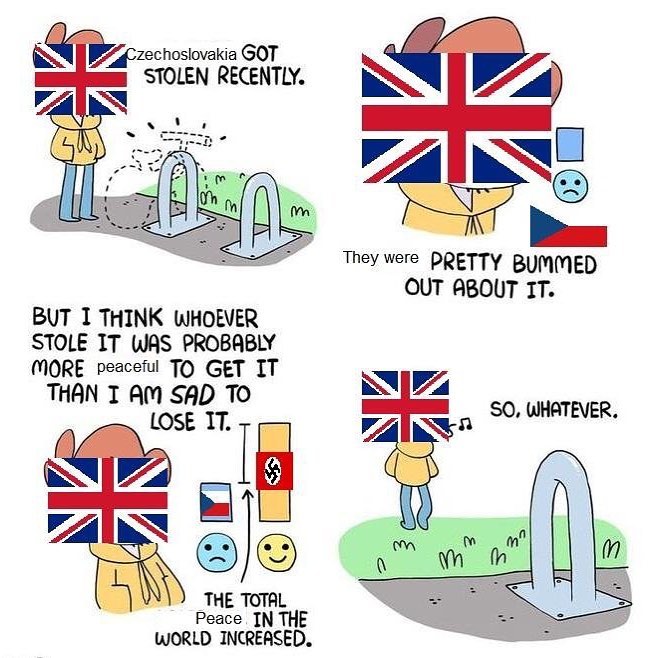 Czechoslovakia GOT
STOLEN RECENTLY.
They were PRETTY BUMMED
OUT ABOUT IT.
BUT I THINK WHOEVER
STOLE IT WAS PROBABLY
MORE peaceful TO GET IT
THAN I AM SAD TO
LOSE IT.
THE TOTAL
Peace IN THE
WORLD INCREASED.
SO, WHATEVER.